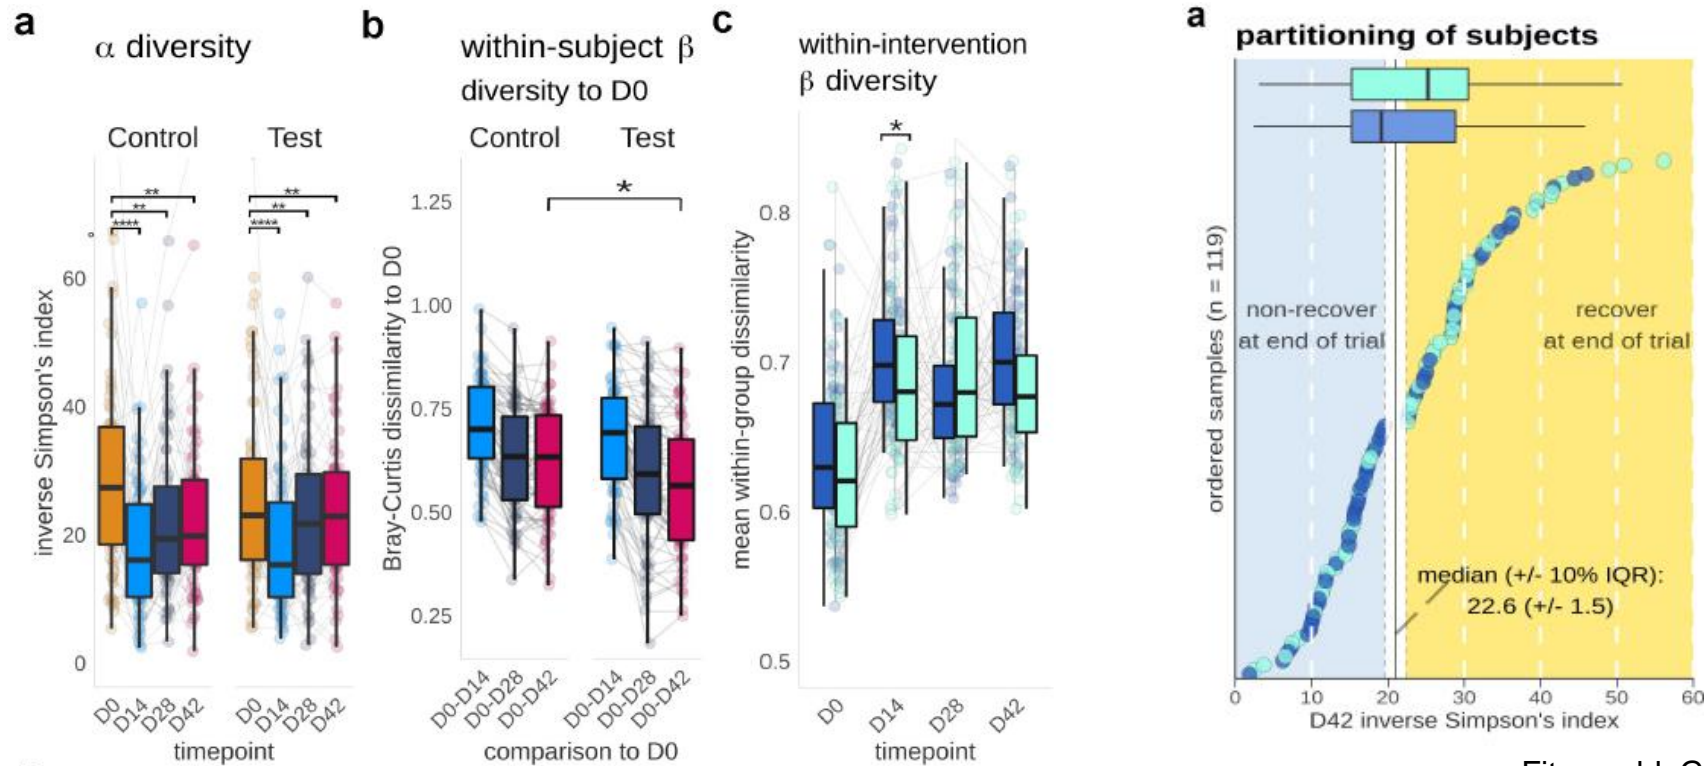 a
α diversity
Control
Test
**
**
****
**
**
****
inverse Simpson's index
60
40
20
0
D0
D14
D28
D42
D0
D14
D28
D42
timepoint
b
within-subject β
diversity to D0
Control
Test
*
Bray-Curtis dissimilarity to D0
1.25
1.00
0.75
0.50
0.25
D0-D14
D0-D28
D0-D42
D0-D14
D0-D28
D0-D42
comparison to D0
c
within-intervention
β diversity
*
mean within-group dissimilarity
0.8
0.7
0.6
0.5
D0
D14
D28
D42
timepoint
a
partitioning of subjects
ordered samples (n = 119)
non-recover
at end of trial
recover
at end of trial
median (+/- 10% IQR):
22.6 (+/- 1.5)
0
10
20
30
40
50
60
D42 inverse Simpson's index